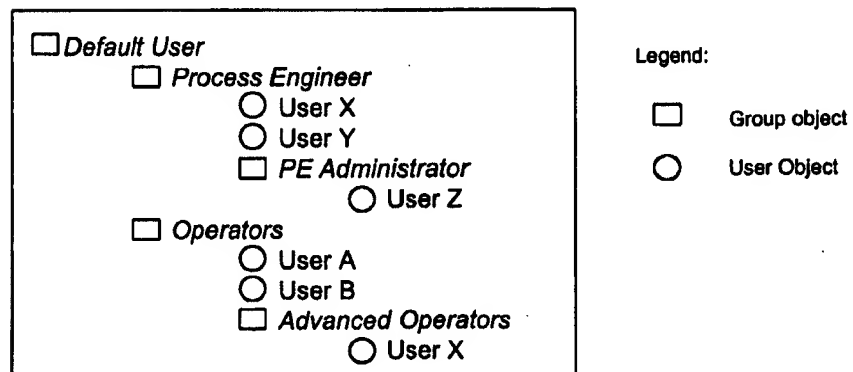 Default User
Process Engineer
User X
User Y
PE Administrator
User Z
Operators
User A
User B
Advanced Operators
User X
Legend:
Group object
User Object